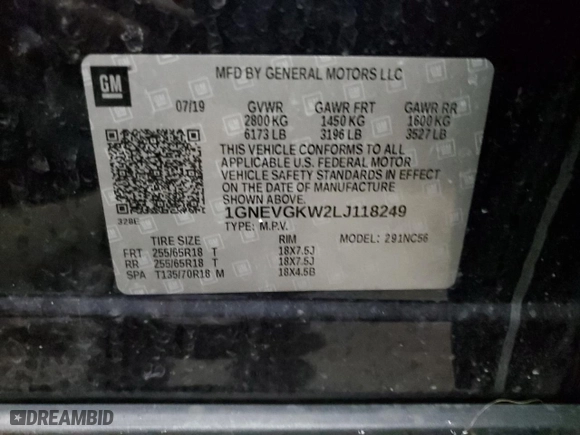 GM
MFD BY GENERAL MOTORS LLC
07/19 GVWR GAWR FRT GAWR RR
2800 KG 1450 KG 1600 KG
6173 LB 3196 LB 3527 LB
THIS VEHICLE CONFORMS TO ALL
APPLICABLE U.S. FEDERAL MOTOR
VEHICLE SAFETY STANDARDS IN EFFECT
ON THE DATE OF MANUFACTURE
SHOWN ABOVE.
328E
1GNEVGKW2LJ118249
TYPE: M.P.V.
TIRE SIZE RIM MODEL: 291NC56
FRT 255/65R18 T 18X7.5J
RR 255/65R18 T 18X7.5J
SPA T135/70R18 M 18X4.5B
DREAMBID